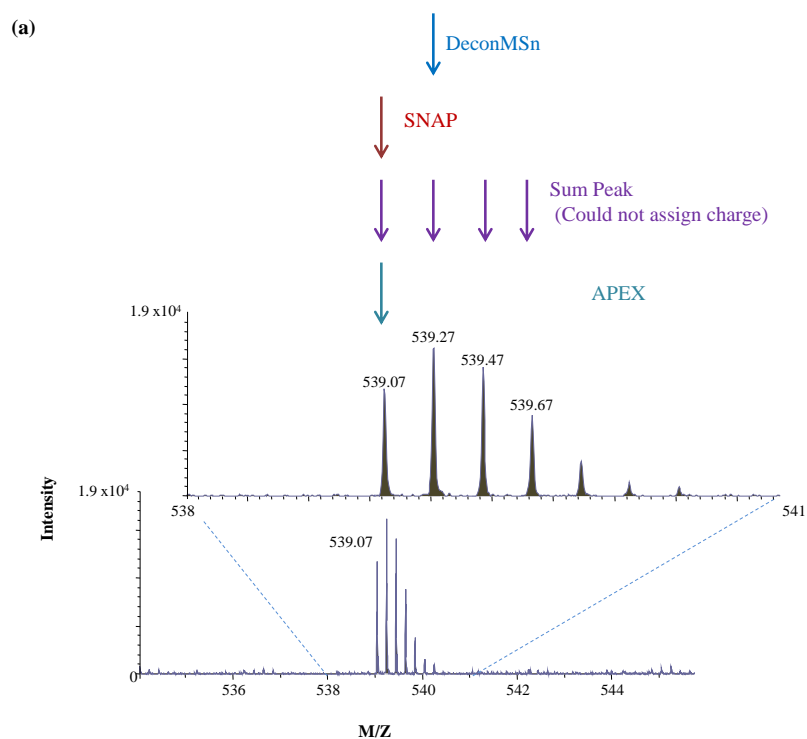 (a)
DeconMSn
SNAP
Sum Peak
(Could not assign charge)
APEX
1.9 x10⁴
539.27
539.47
539.07
539.67
1.9 x10⁴
538
541
539.07
Intensity
0
536
538
540
542
544
M/Z